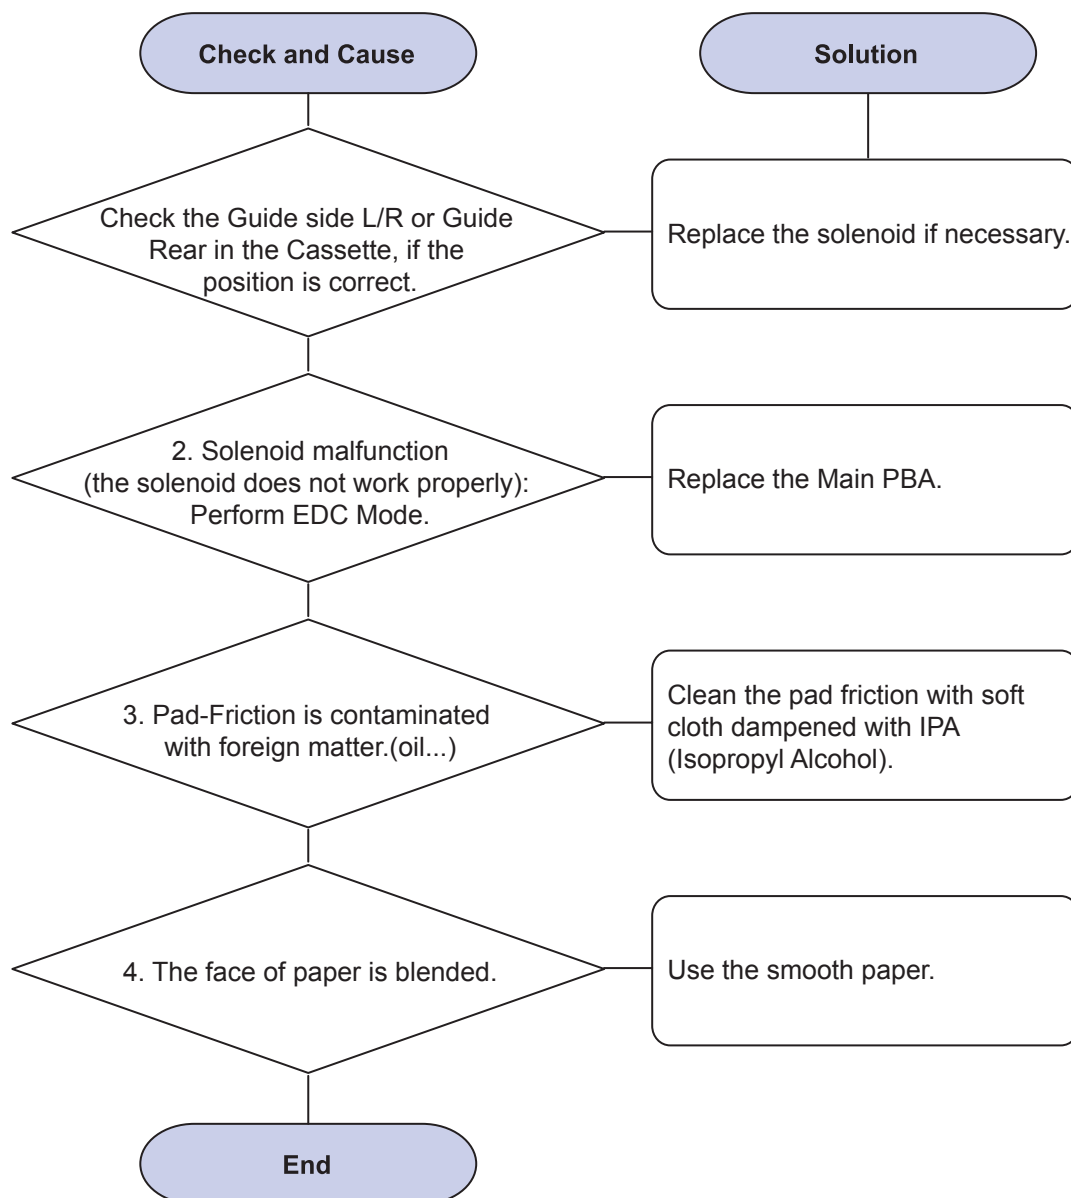 Check and Cause
Solution
Check the Guide side L/R or Guide
Rear in the Cassette, if the
position is correct.
Replace the solenoid if necessary.
2. Solenoid malfunction
(the solenoid does not work properly):
Perform EDC Mode.
Replace the Main PBA.
3. Pad-Friction is contaminated
with foreign matter.(oil...)
Clean the pad friction with soft
cloth dampened with IPA
(Isopropyl Alcohol).
4. The face of paper is blended.
Use the smooth paper.
End